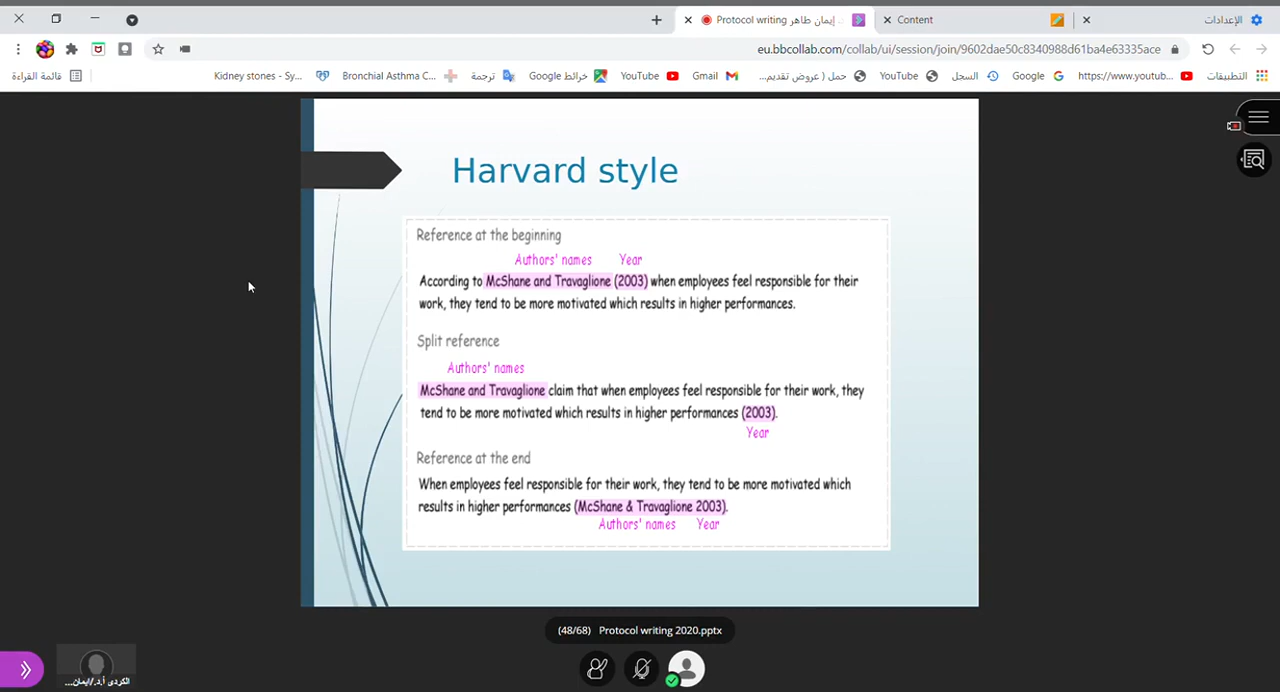 Protocol writing إيمان طاهر
Content
الإعدادات
eu.bbcollab.com/collab/ui/session/join/9602dae50c8340988d61ba4e63335ace
قائمة القراءة
Kidney stones - Sy...
Bronchial Asthma C...
ترجمة
خرائط Google
YouTube
Gmail
حمل ( عروض تقديم...
YouTube
السجل
Google
https://www.youtub...
التطبيقات
Harvard style
Reference at the beginning
Authors' names Year
According to McShane and Travaglione (2003) when employees feel responsible for their
work, they tend to be more motivated which results in higher performances.
Split reference
Authors' names
McShane and Travaglione claim that when employees feel responsible for their work, they
tend to be more motivated which results in higher performances (2003).
Year
Reference at the end
When employees feel responsible for their work, they tend to be more motivated which
results in higher performances (McShane & Travaglione 2003).
Authors' names Year
(48/68) Protocol writing 2020.pptx
الكردى أ.د./ايمان...